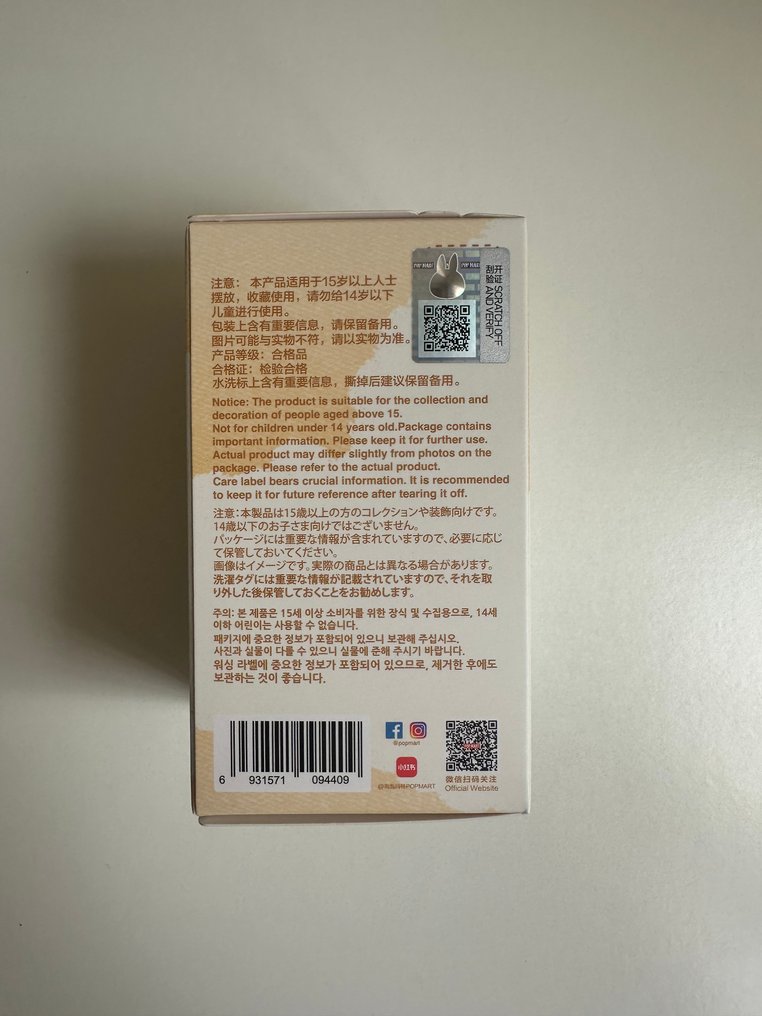 注意： 本产品适用于15岁以上人士
摆放，收藏使用，请勿给14岁以下
儿童进行使用。
包装上含有重要信息，请保留备用。
图片可能与实物不符，请以实物为准。
产品等级：合格品
合格证：检验合格
水洗标上含有重要信息，撕掉后建议保留备用。
POP MART
POP MART
SCRATCH OFF
AND VERIFY
Notice: The product is suitable for the collection and
decoration of people aged above 15.
Not for children under 14 years old.Package contains
important information. Please keep it for further use.
Actual product may differ slightly from photos on the
package. Please refer to the actual product.
Care label bears crucial information. It is recommended
to keep it for future reference after tearing it off.
注意:本製品は15歳以上の方のコレクションや装飾向けです。
14歳以下のお子さま向けではございません。
パッケージには重要な情報が含まれていますので、必要に応じ
て保管しておいてください。
画像はイメージです。実際の商品とは異なる場合があります。
洗濯タグには重要な情報が記載されていますので、それを取
り外した後保管しておくことをお勧めします。
주의: 본 제품은 15세 이상 소비자를 위한 장식 및 수집용으로, 14세
이하 어린이는 사용할 수 없습니다.
패키지에 중요한 정보가 포함되어 있으니 보관해 주십시오.
사진과 실물이 다를 수 있으니 실물에 준해 주시기 바랍니다.
워싱 라벨에 중요한 정보가 포함되어 있으므로, 제거한 후에도
보관하는 것이 좋습니다.
6 931571 094409
@popmart
小红书
@泡泡玛特POPMART
微信扫码关注
Official Website